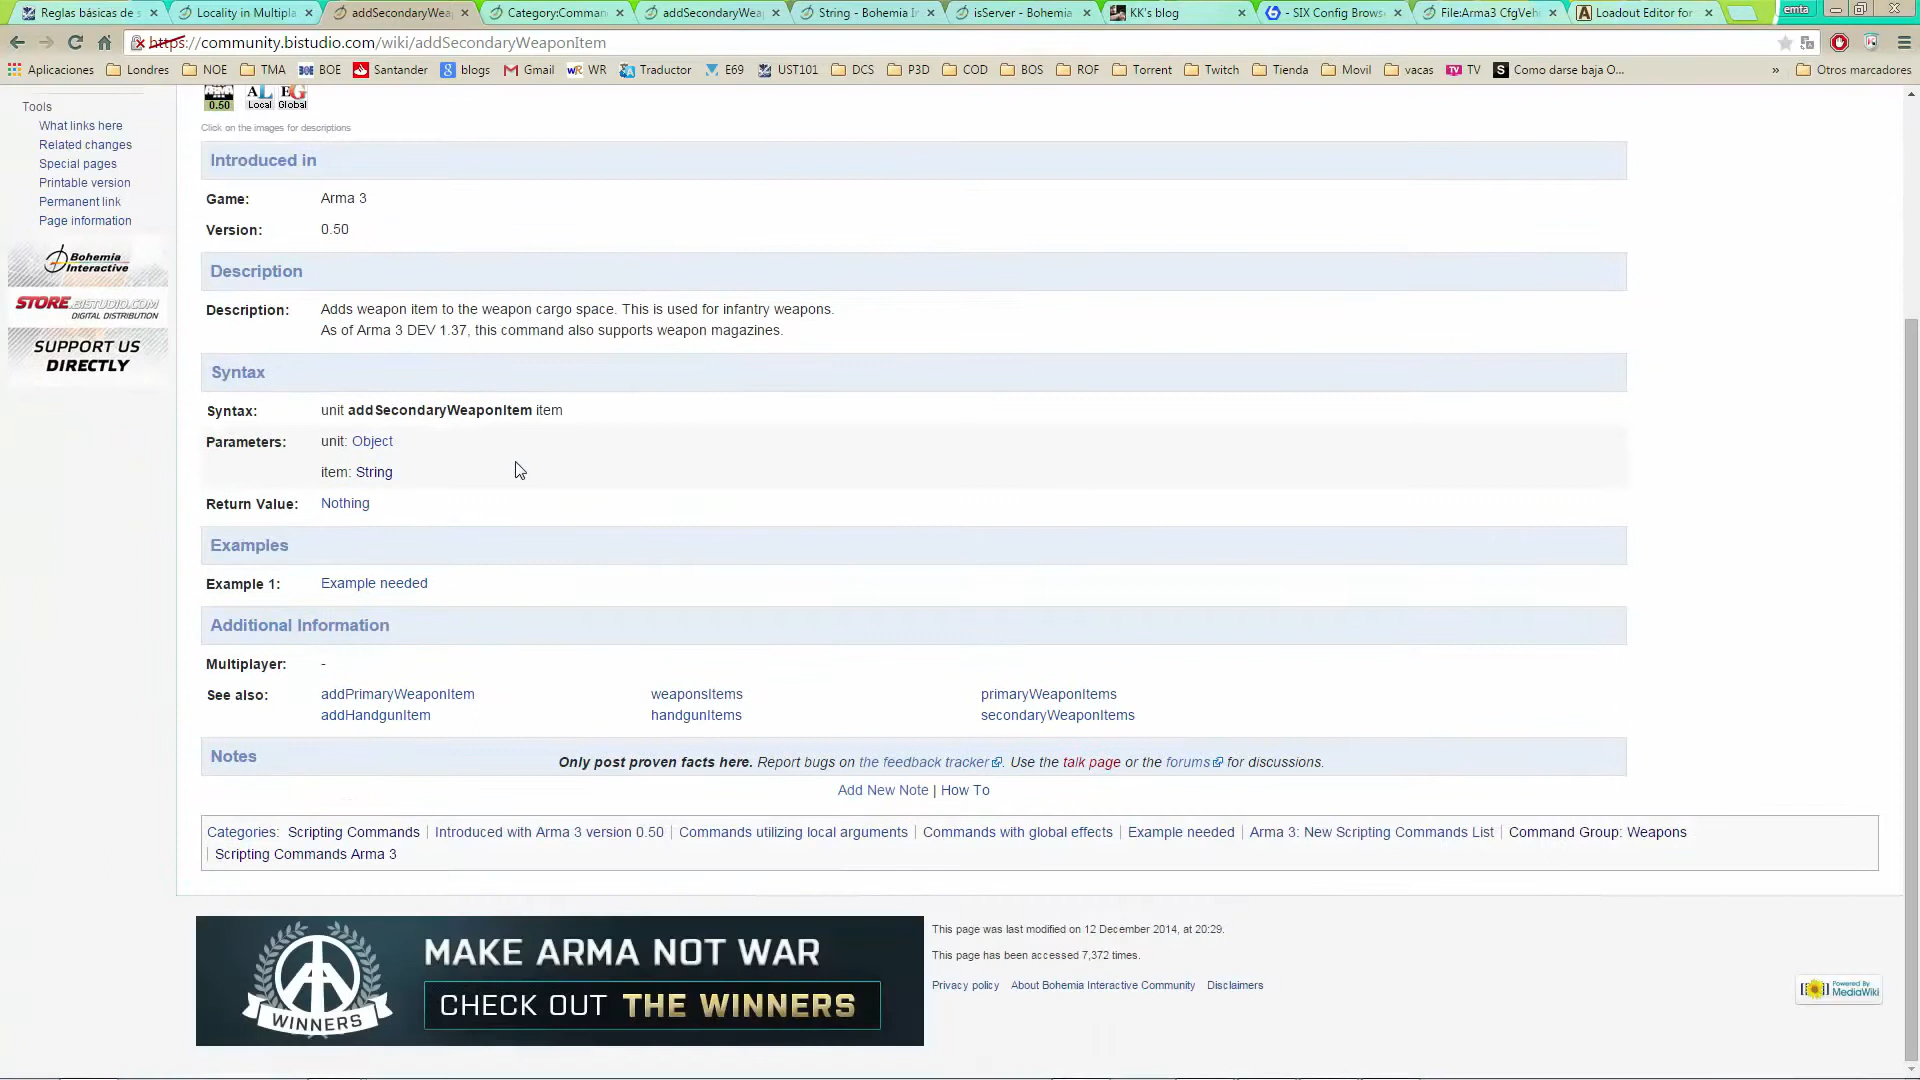 Reglas básicas de s
Locality in Multipla
addSecondaryWea
Category:Comman
addSecondaryWea
String - Bohemia In
isServer - Bohemia
KK's blog
- SIX Config Brows
File:Arma3 CfgVeh
Loadout Editor for
emta
https://community.bistudio.com/wiki/addSecondaryWeaponItem
Aplicaciones
Londres
NOE
TMA
BOE BOE
Santander
g blogs
Gmail
wR WR
Traductor
E69
UST101
DCS
P3D
COD
BOS
ROF
Torrent
Twitch
Tienda
Movil
vacas
TV
S Como darse baja O...
»
Otros marcadores
0.50
AL Local
EG Global
Click on the images for descriptions
Tools
What links here
Related changes
Special pages
Printable version
Permanent link
Page information
Bohemia
Interactive
STORE.BISTUDIO.COM
DIGITAL DISTRIBUTION
SUPPORT US
DIRECTLY
Introduced in
Game: Arma 3
Version: 0.50
Description
Description: Adds weapon item to the weapon cargo space. This is used for infantry weapons.
As of Arma 3 DEV 1.37, this command also supports weapon magazines.
Syntax
Syntax: unit addSecondaryWeaponItem item
Parameters: unit: Object
item: String
Return Value: Nothing
Examples
Example 1: Example needed
Additional Information
Multiplayer: -
See also: addPrimaryWeaponItem weaponsItems primaryWeaponItems
addHandgunItem handgunItems secondaryWeaponItems
Notes
Only post proven facts here. Report bugs on the feedback tracker. Use the talk page or the forums for discussions.
Add New Note | How To
Categories: Scripting Commands | Introduced with Arma 3 version 0.50 | Commands utilizing local arguments | Commands with global effects | Example needed | Arma 3: New Scripting Commands List | Command Group: Weapons
| Scripting Commands Arma 3
WINNERS
MAKE ARMA NOT WAR
CHECK OUT THE WINNERS
This page was last modified on 12 December 2014, at 20:29.
This page has been accessed 7,372 times.
Privacy policy About Bohemia Interactive Community Disclaimers
Powered By
MediaWiki